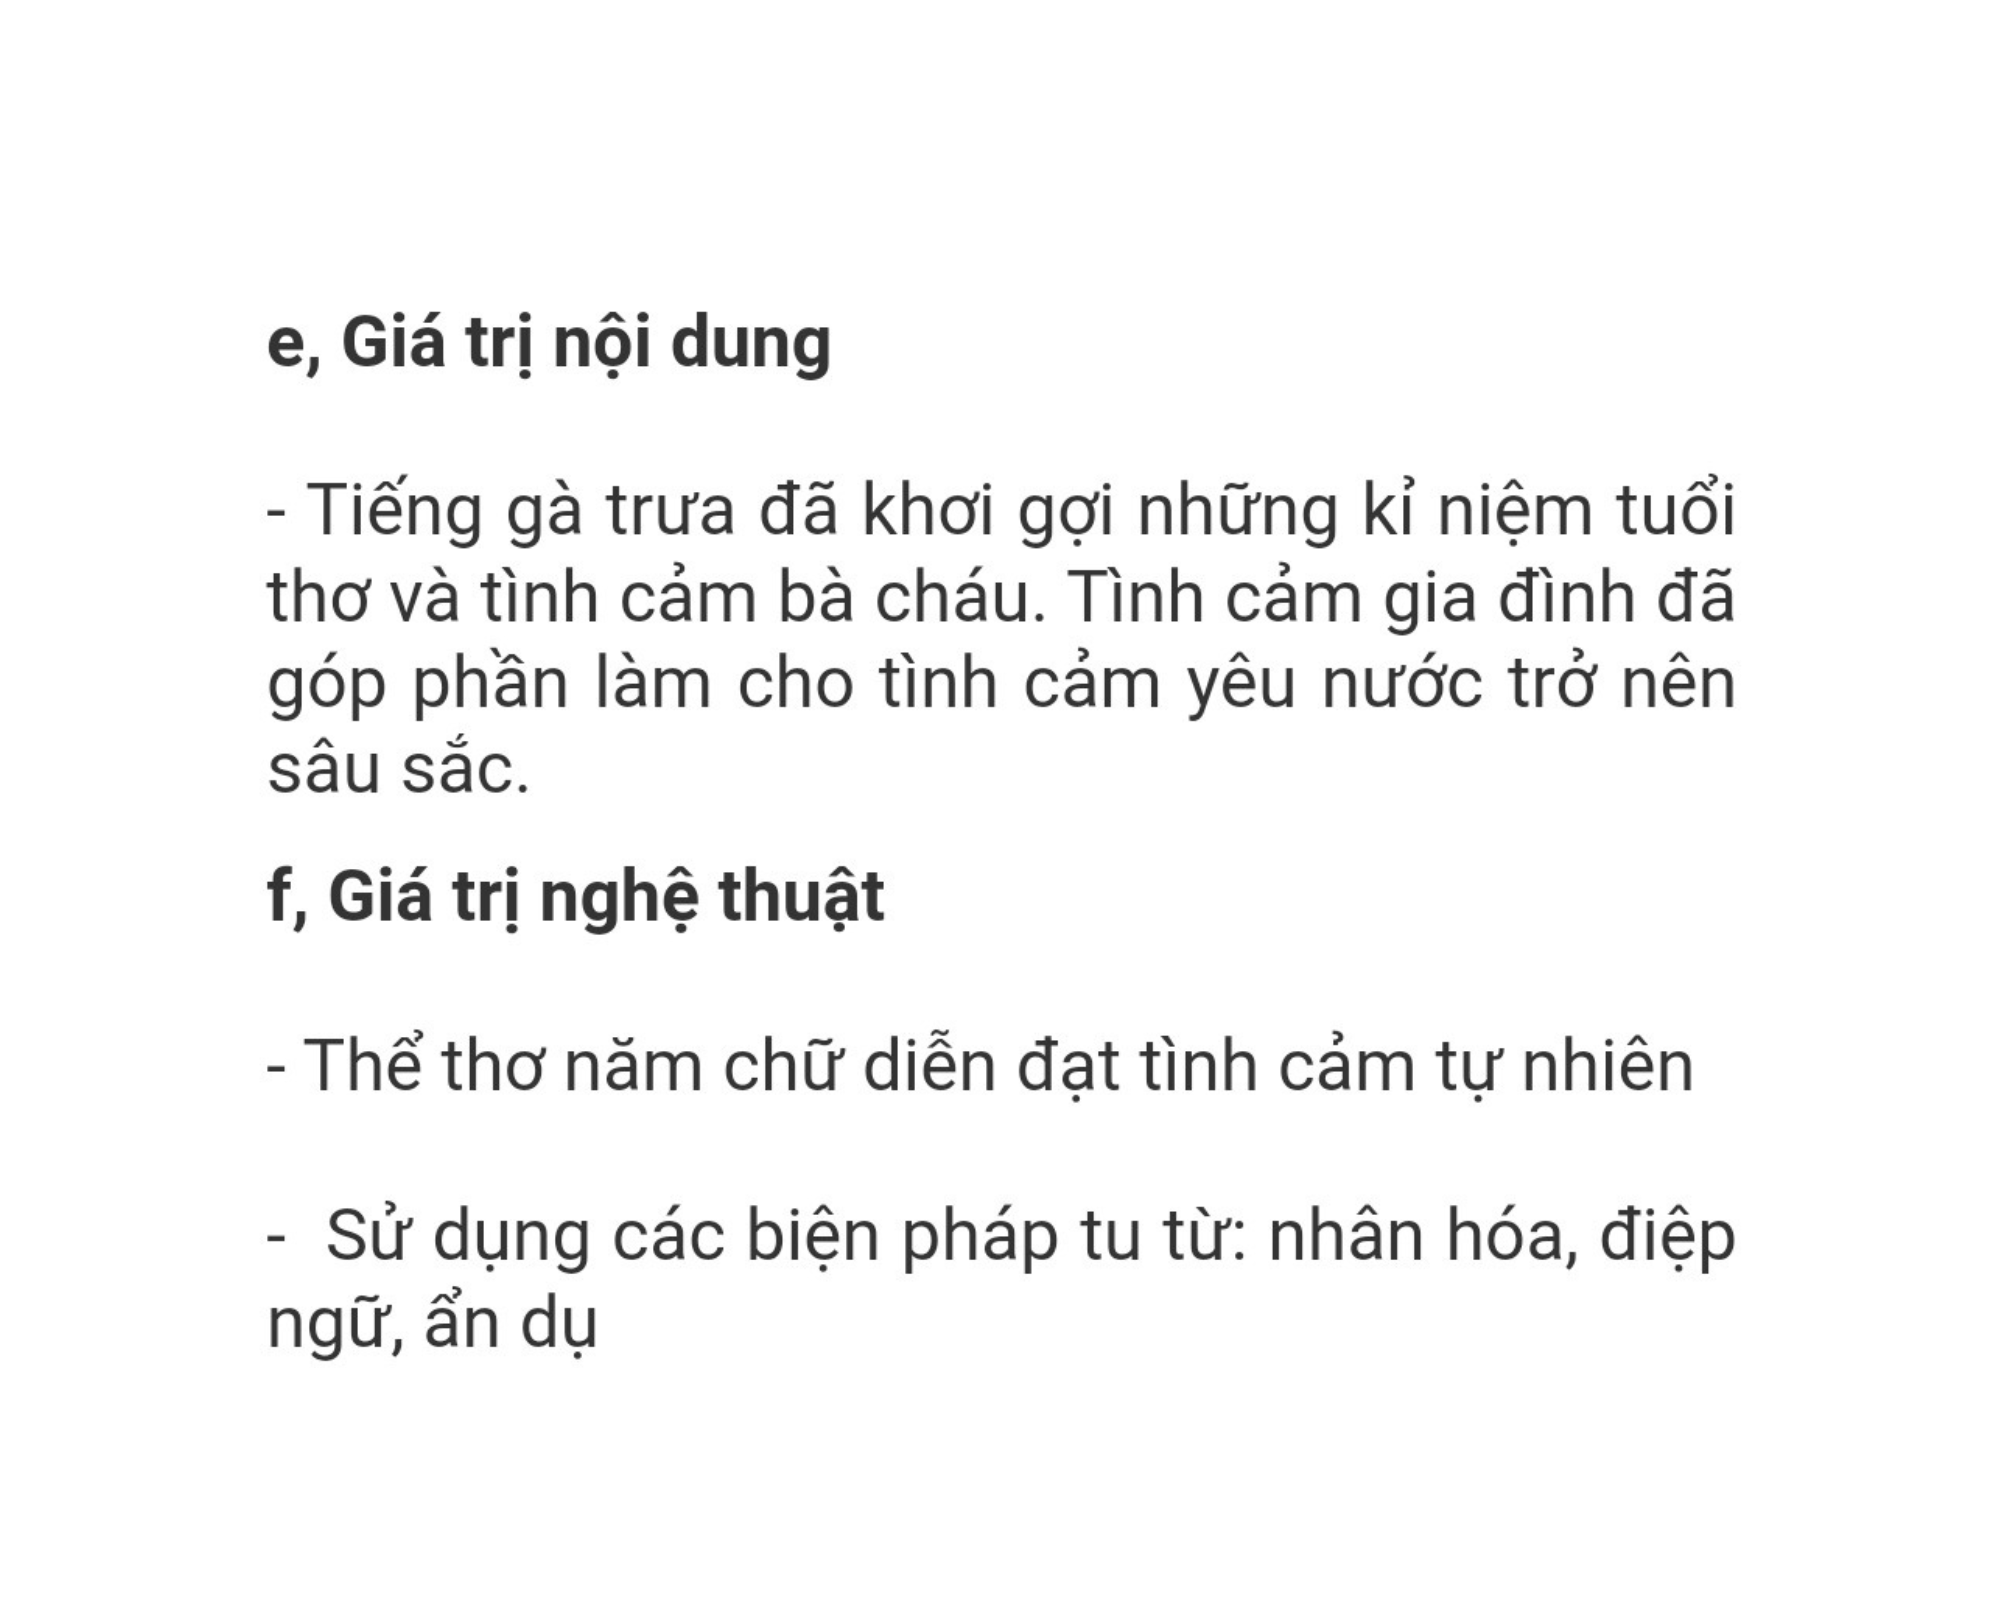 e, Giá trị nội dung
- Tiếng gà trưa đã khơi gợi những kỉ niệm tuổi
thơ và tình cảm bà cháu. Tình cảm gia đình đã
góp phần làm cho tình cảm yêu nước trở nên
sâu sắc.
f, Giá trị nghệ thuật
- Thể thơ năm chữ diễn đạt tình cảm tự nhiên
- Sử dụng các biện pháp tu từ: nhân hóa, điệp
ngữ, ẩn dụ